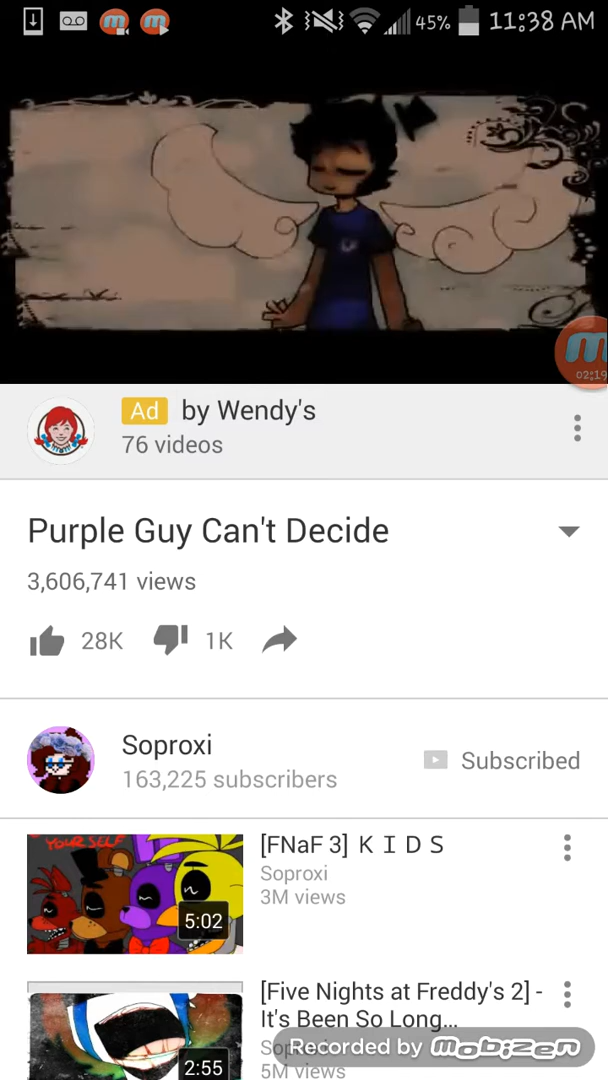 45% 11:38 AM
02:19
Ad by Wendy's
76 videos
Purple Guy Can't Decide
3,606,741 views
28K 1K
Soproxi
163,225 subscribers
Subscribed
YOURSELF
5:02
[FNaF 3] K I D S
Soproxi
3M views
[Five Nights at Freddy's 2] -
It's Been So Long...
2:55
5M views
Recorded by mobizen